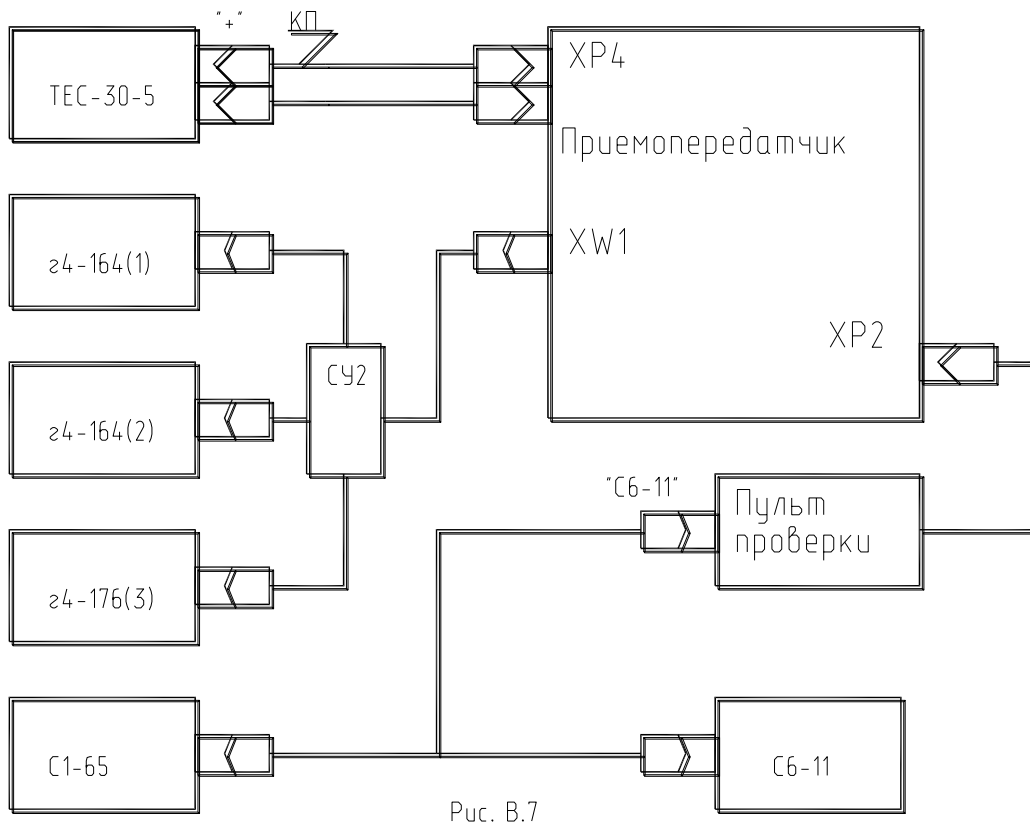 "+"
КП
ТЕС-30-5
ХР4
Приемопередатчик
г4-164(1)
XW1
ХР2
СУ2
г4-164(2)
"С6-11"
Пульт
проверки
г4-176(3)
С1-65
С6-11
Рис. В.7